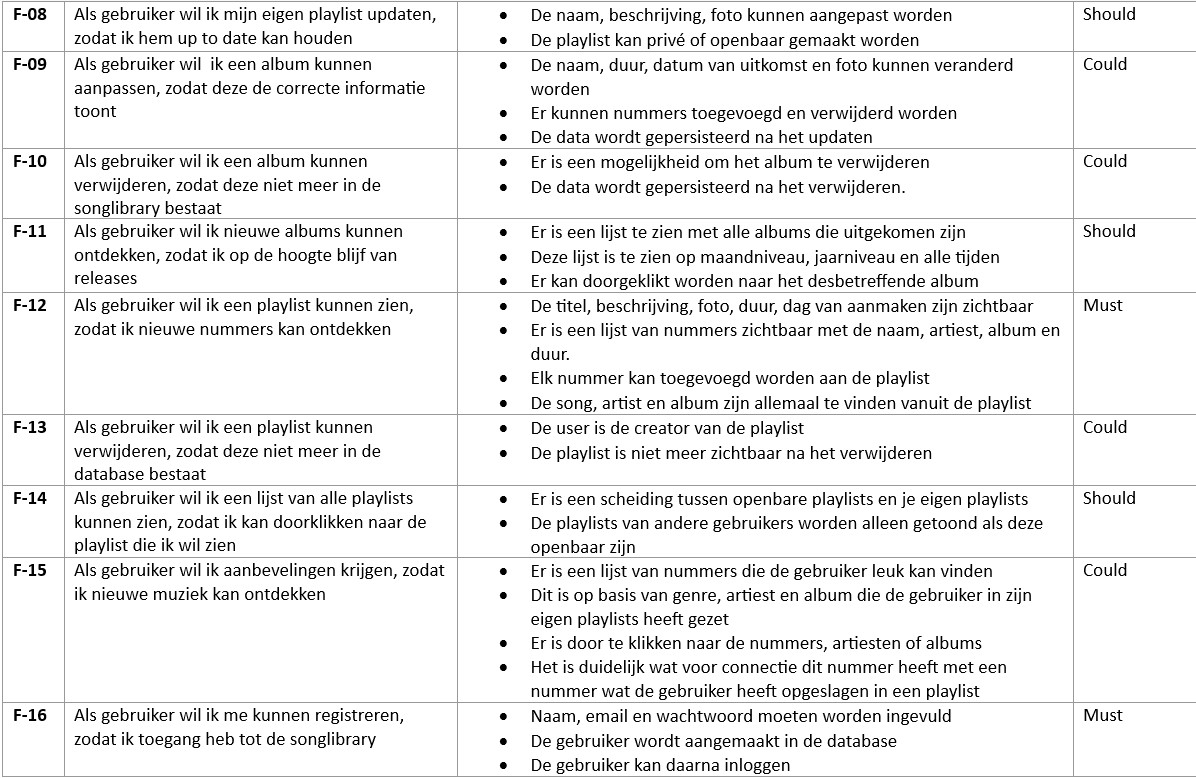 F-08 Als gebruiker wil ik mijn eigen playlist updaten, • De naam, beschrijving, foto kunnen aangepast worden Should
zodat ik hem up to date kan houden • De playlist kan privé of openbaar gemaakt worden
F-09 Als gebruiker wil ik een album kunnen • De naam, duur, datum van uitkomst en foto kunnen veranderd Could
aanpassen, zodat deze de correcte informatie worden
toont • Er kunnen nummers toegevoegd en verwijderd worden
• De data wordt gepersisteerd na het updaten
F-10 Als gebruiker wil ik een album kunnen • Er is een mogelijkheid om het album te verwijderen Could
verwijderen, zodat deze niet meer in de • De data wordt gepersisteerd na het verwijderen.
songlibrary bestaat
F-11 Als gebruiker wil ik nieuwe albums kunnen • Er is een lijst te zien met alle albums die uitgekomen zijn Should
ontdekken, zodat ik op de hoogte blijf van • Deze lijst is te zien op maandniveau, jaarniveau en alle tijden
releases • Er kan doorgeklikt worden naar het desbetreffende album
F-12 Als gebruiker wil ik een playlist kunnen zien, • De titel, beschrijving, foto, duur, dag van aanmaken zijn zichtbaar Must
zodat ik nieuwe nummers kan ontdekken • Er is een lijst van nummers zichtbaar met de naam, artiest, album en
duur.
• Elk nummer kan toegevoegd worden aan de playlist
• De song, artist en album zijn allemaal te vinden vanuit de playlist
F-13 Als gebruiker wil ik een playlist kunnen • De user is de creator van de playlist Could
verwijderen, zodat deze niet meer in de • De playlist is niet meer zichtbaar na het verwijderen
database bestaat
F-14 Als gebruiker wil ik een lijst van alle playlists • Er is een scheiding tussen openbare playlists en je eigen playlists Should
kunnen zien, zodat ik kan doorklikken naar de • De playlists van andere gebruikers worden alleen getoond als deze
playlist die ik wil zien openbaar zijn
F-15 Als gebruiker wil ik aanbevelingen krijgen, zodat • Er is een lijst van nummers die de gebruiker leuk kan vinden Could
ik nieuwe muziek kan ontdekken • Dit is op basis van genre, artiest en album die de gebruiker in zijn
eigen playlists heeft gezet
• Er is door te klikken naar de nummers, artiesten of albums
• Het is duidelijk wat voor connectie dit nummer heeft met een
nummer wat de gebruiker heeft opgeslagen in een playlist
F-16 Als gebruiker wil ik me kunnen registreren, • Naam, email en wachtwoord moeten worden ingevuld Must
zodat ik toegang heb tot de songlibrary • De gebruiker wordt aangemaakt in de database
• De gebruiker kan daarna inloggen